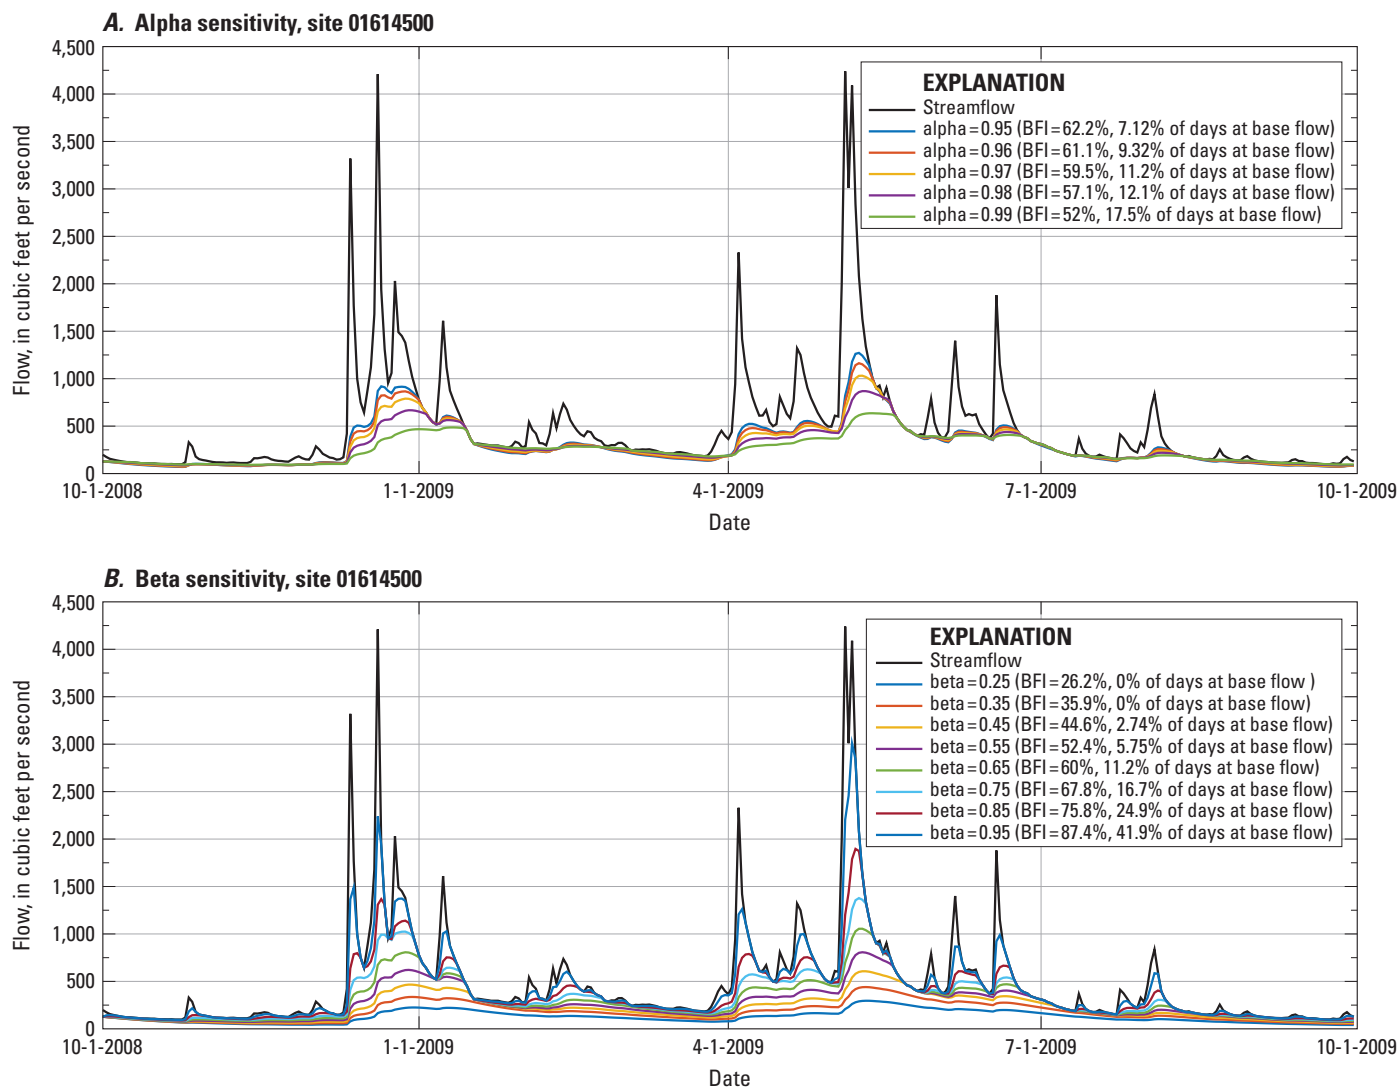 A. Alpha sensitivity, site 01614500
4,500
4,000
3,500
3,000
2,500
2,000
1,500
1,000
500
0
Flow, in cubic feet per second
EXPLANATION
Streamflow
alpha=0.95 (BFI=62.2%, 7.12% of days at base flow)
alpha=0.96 (BFI=61.1%, 9.32% of days at base flow)
alpha=0.97 (BFI=59.5%, 11.2% of days at base flow)
alpha=0.98 (BFI=57.1%, 12.1% of days at base flow)
alpha=0.99 (BFI=52%, 17.5% of days at base flow)
10-1-2008 1-1-2009 4-1-2009 7-1-2009 10-1-2009
Date
B. Beta sensitivity, site 01614500
4,500
4,000
3,500
3,000
2,500
2,000
1,500
1,000
500
0
Flow, in cubic feet per second
EXPLANATION
Streamflow
beta=0.25 (BFI=26.2%, 0% of days at base flow )
beta=0.35 (BFI=35.9%, 0% of days at base flow)
beta=0.45 (BFI=44.6%, 2.74% of days at base flow)
beta=0.55 (BFI=52.4%, 5.75% of days at base flow)
beta=0.65 (BFI=60%, 11.2% of days at base flow)
beta=0.75 (BFI=67.8%, 16.7% of days at base flow)
beta=0.85 (BFI=75.8%, 24.9% of days at base flow)
beta=0.95 (BFI=87.4%, 41.9% of days at base flow)
10-1-2008 1-1-2009 4-1-2009 7-1-2009 10-1-2009
Date